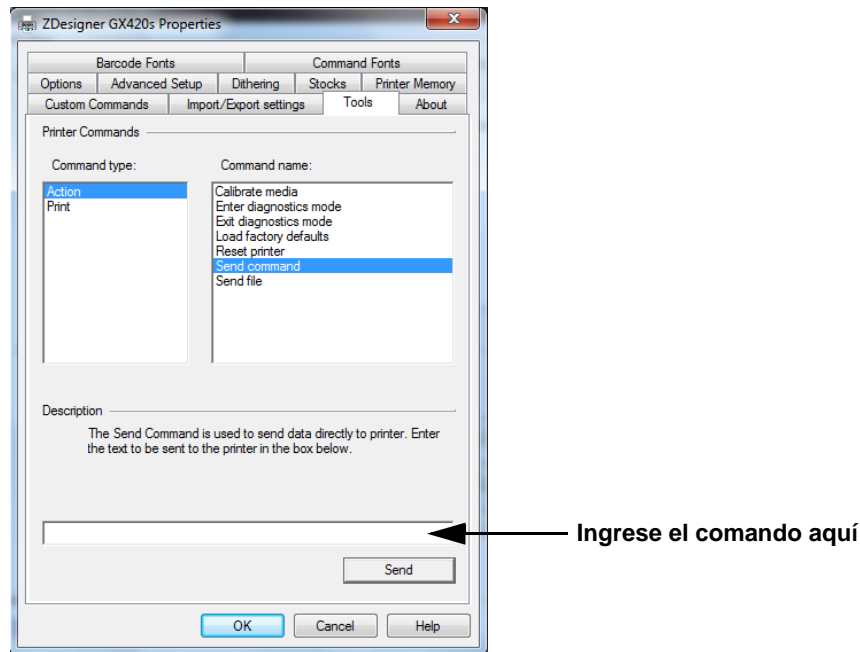 ZDesigner GX420s Properties
Barcode Fonts
Command Fonts
Options
Advanced Setup
Dithering
Stocks
Printer Memory
Custom Commands
Import/Export settings
Tools
About
Printer Commands
Command type:
Command name:
Action
Print
Calibrate media
Enter diagnostics mode
Exit diagnostics mode
Load factory defaults
Reset printer
Send command
Send file
Description
The Send Command is used to send data directly to printer. Enter
the text to be sent to the printer in the box below.
Ingrese el comando aquí
Send
OK
Cancel
Help